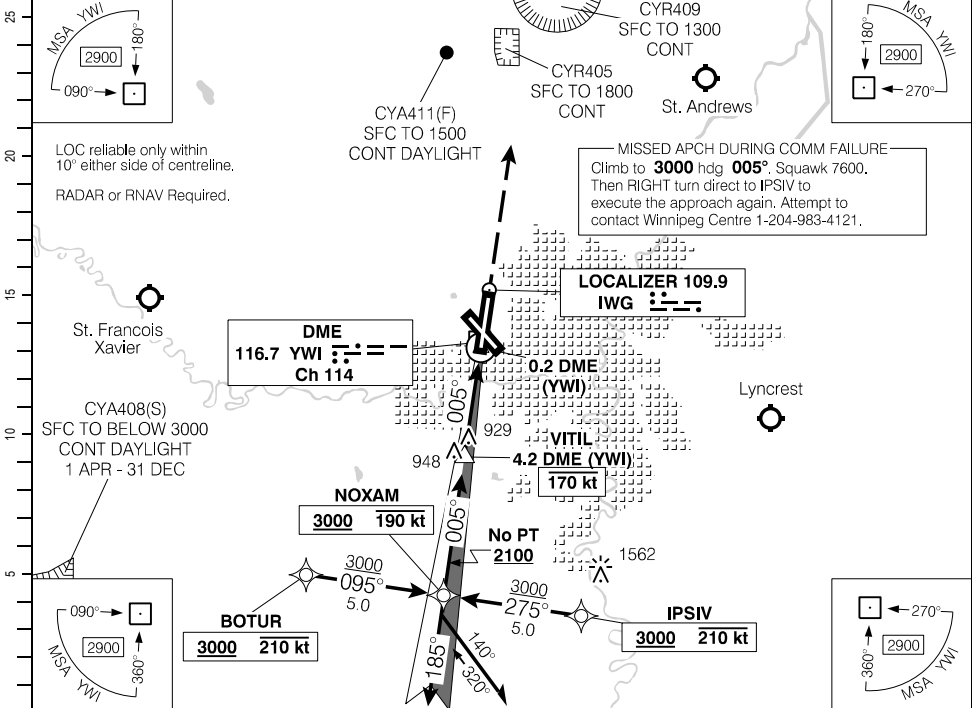 25
20
15
10
5
MSA YWI
180°
2900
090°
CYR409
SFC TO 1300
CONT
CYR405
SFC TO 1800
CONT
CYA411(F)
SFC TO 1500
CONT DAYLIGHT
St. Andrews
MSA YWI
180°
2900
270°
LOC reliable only within
10° either side of centreline.
RADAR or RNAV Required.
MISSED APCH DURING COMM FAILURE
Climb to 3000 hdg 005°. Squawk 7600.
Then RIGHT turn direct to IPSIV to
execute the approach again. Attempt to
contact Winnipeg Centre 1-204-983-4121.
LOCALIZER 109.9
IWG
St. Francois
Xavier
DME
116.7 YWI
Ch 114
0.2 DME
(YWI)
Lyncrest
CYA408(S)
SFC TO BELOW 3000
CONT DAYLIGHT
1 APR - 31 DEC
005°
929
948
VITIL
4.2 DME (YWI)
170 kt
NOXAM
3000 190 kt
005°
No PT
2100
1562
3000
095°
5.0
3000
275°
5.0
BOTUR
3000 210 kt
IPSIV
3000 210 kt
185°
140°
320°
090°
2900
360°
MSA YWI
270°
2900
360°
MSA YWI